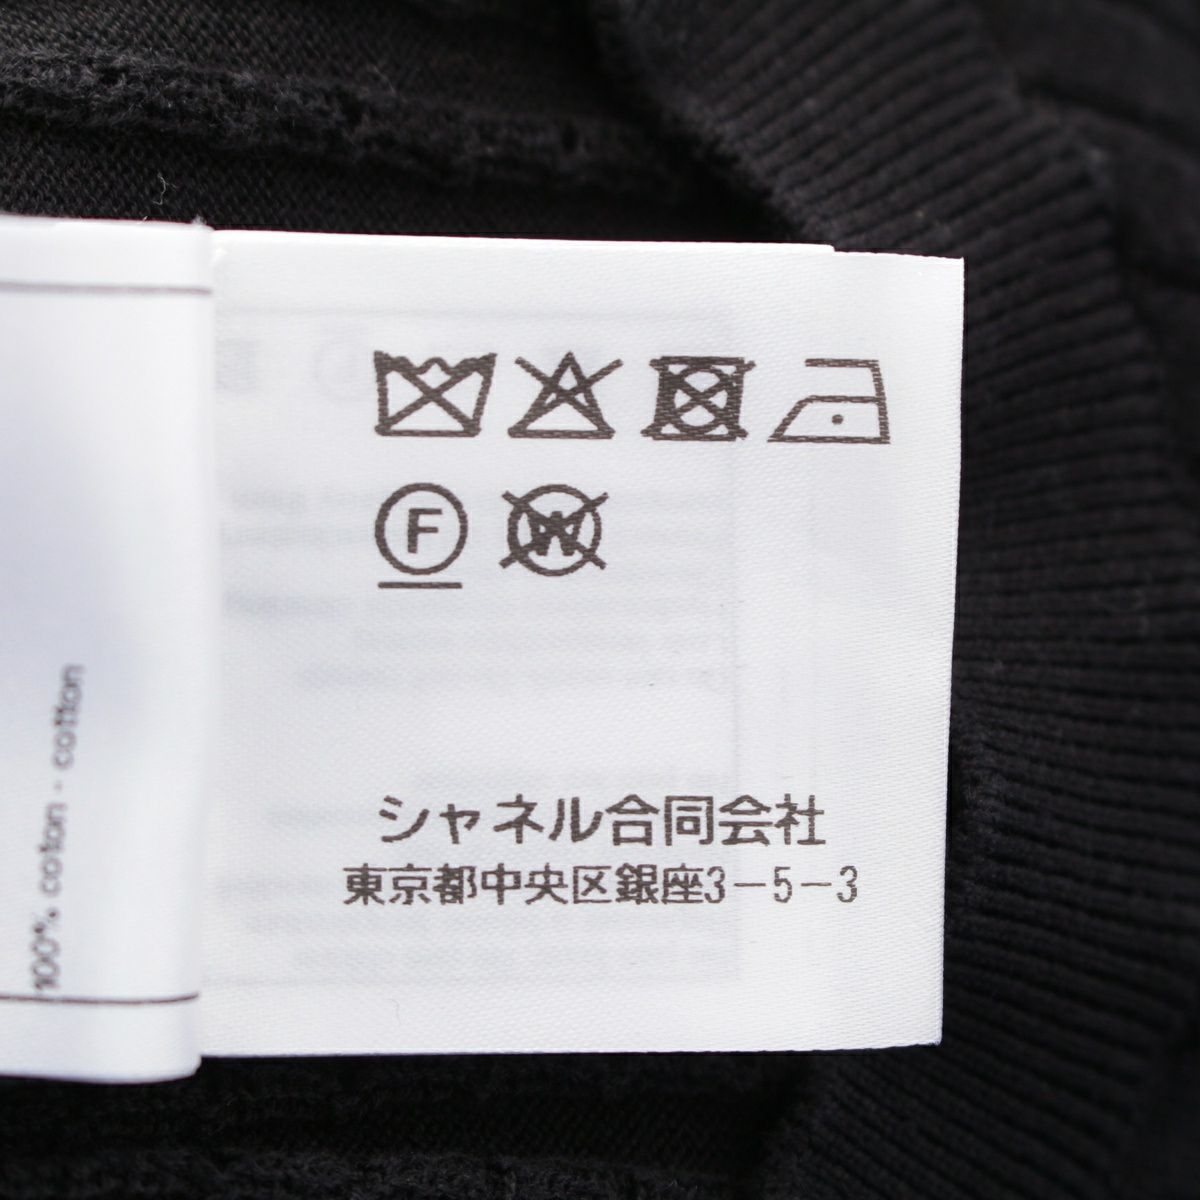 F
W
シャネル合同会社
東京都中央区銀座3-5-3
100% coton - cotton